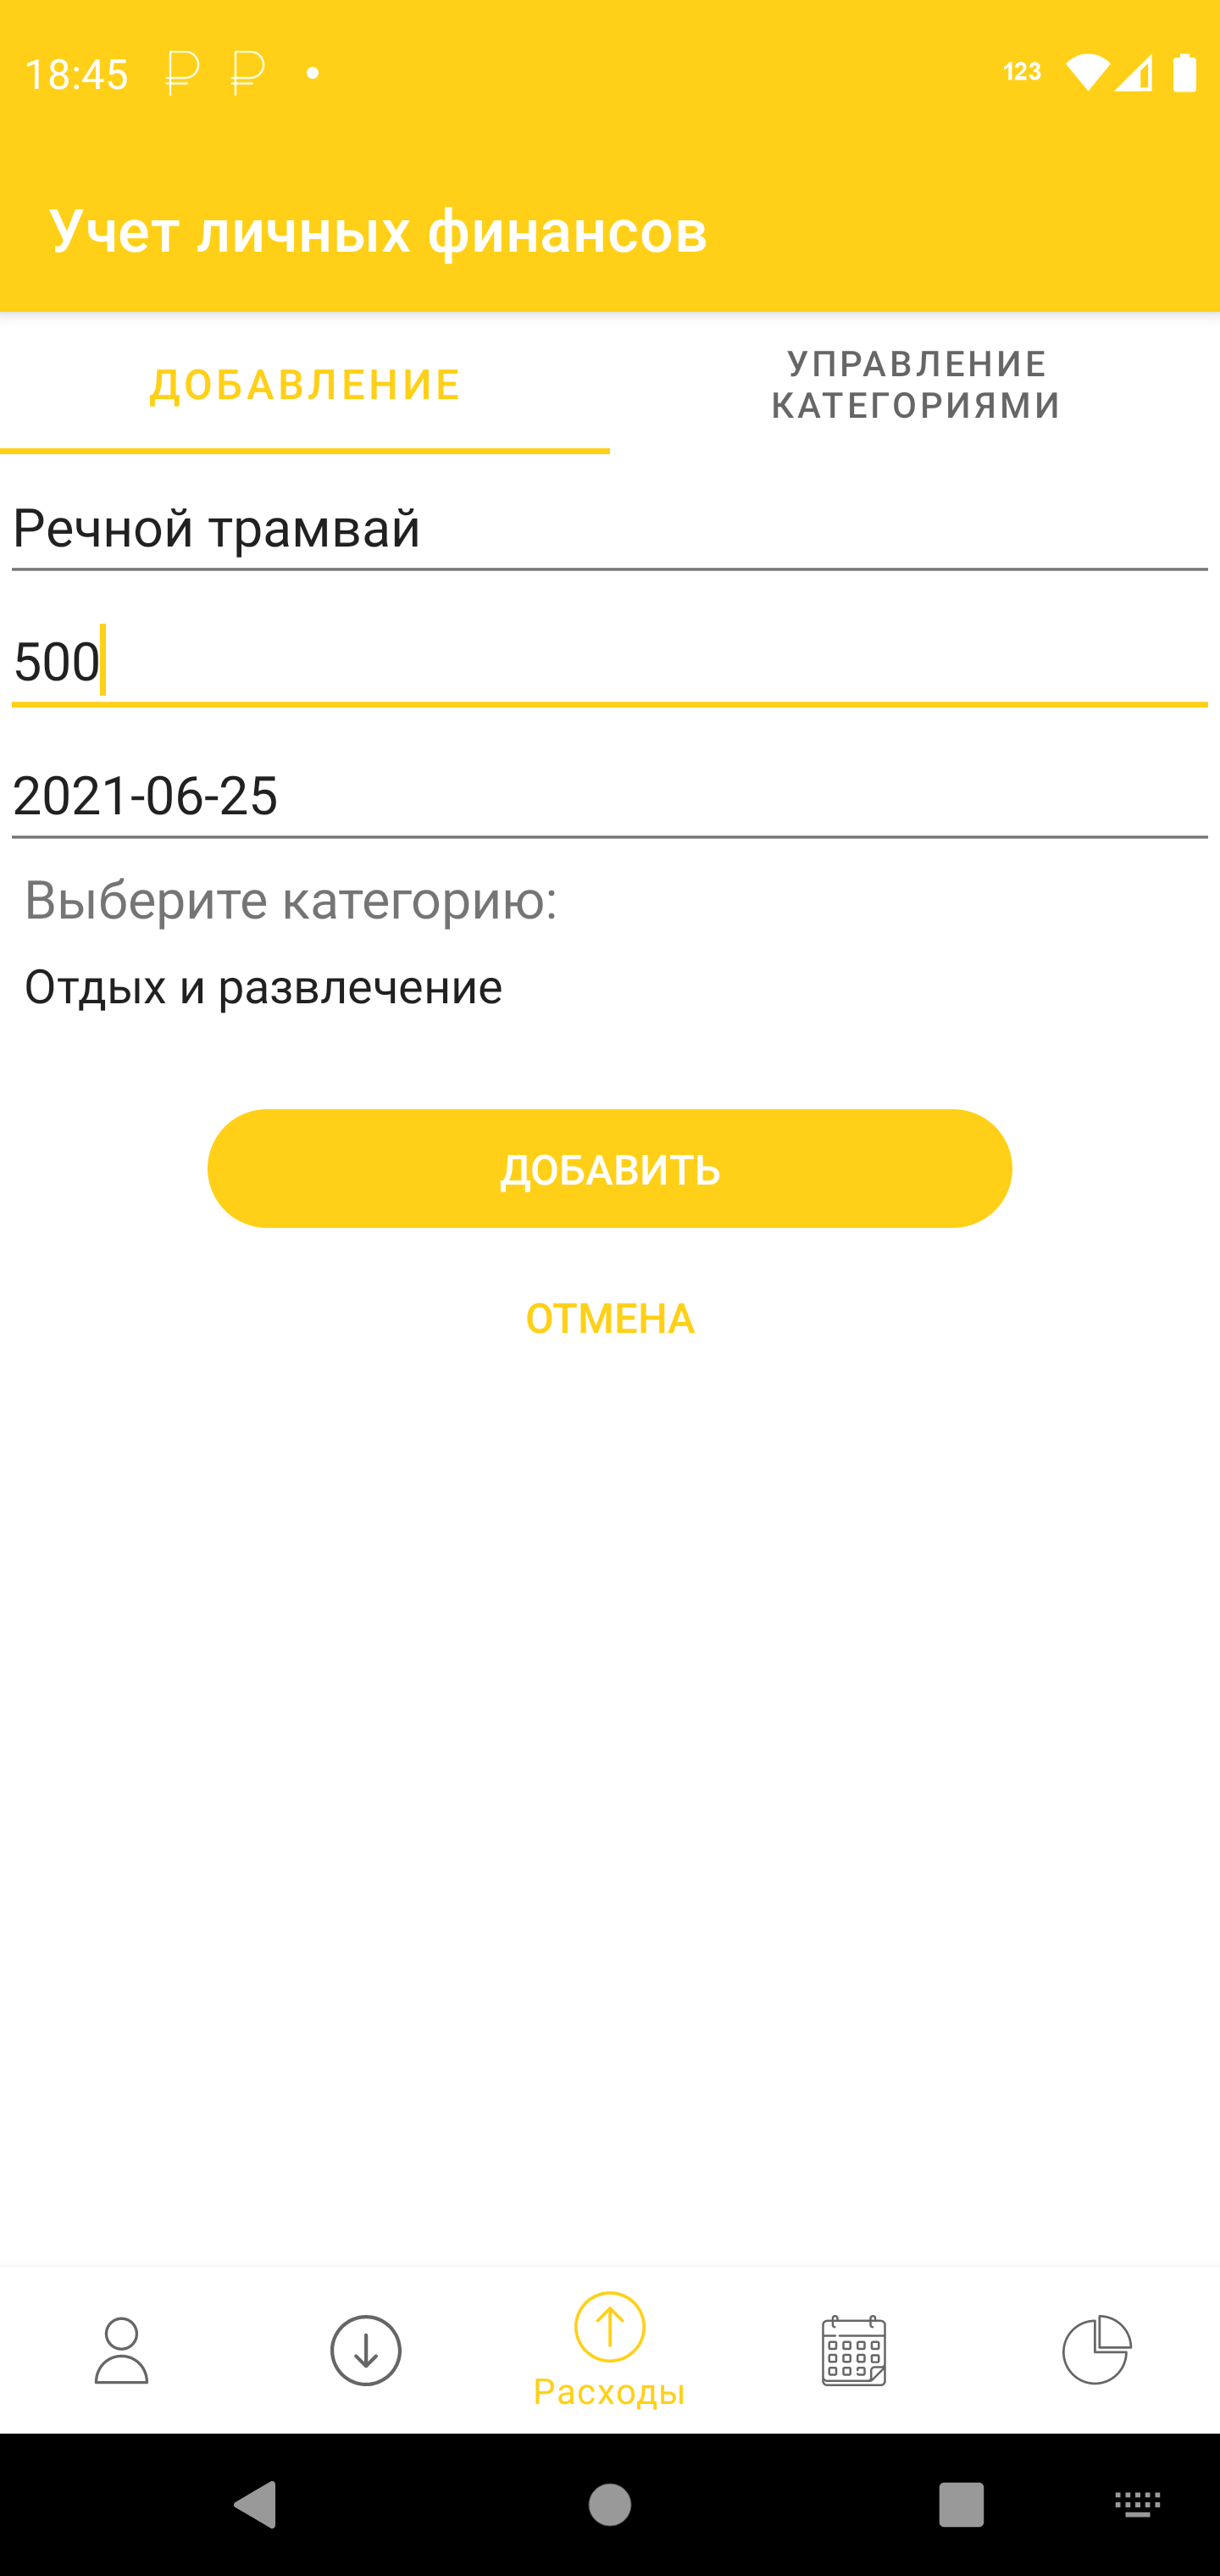 18:45
123
Учет личных финансов
ДОБАВЛЕНИЕ
УПРАВЛЕНИЕ
КАТЕГОРИЯМИ
Речной трамвай
500
2021-06-25
Выберите категорию:
Отдых и развлечение
ДОБАВИТЬ
ОТМЕНА
Расходы